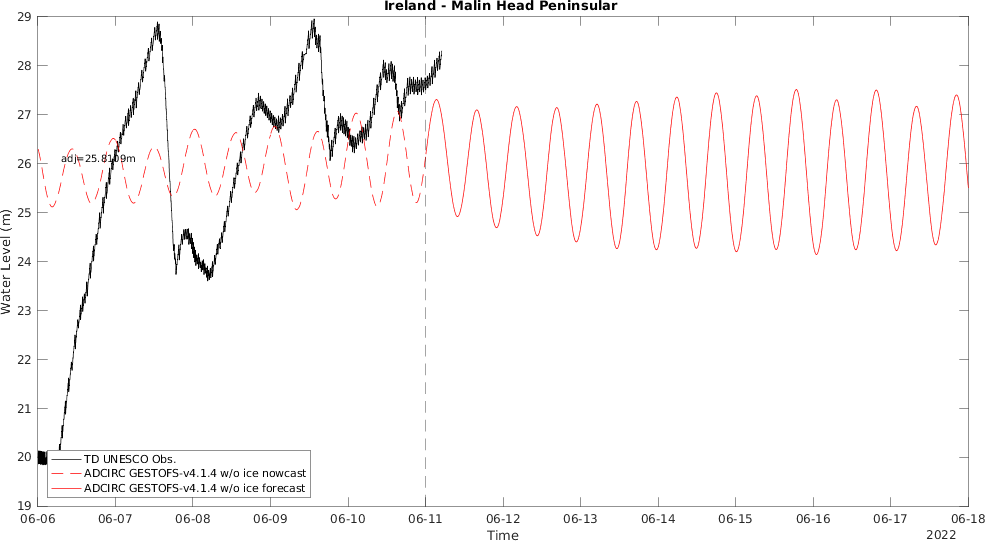 Ireland - Malin Head Peninsular
29
28
27
26
25
24
23
22
21
20
19
Water Level (m)
adj=25.8109m
TD UNESCO Obs.
ADCIRC GESTOFS-v4.1.4 w/o ice nowcast
ADCIRC GESTOFS-v4.1.4 w/o ice forecast
06-06 06-07 06-08 06-09 06-10 06-11 06-12 06-13 06-14 06-15 06-16 06-17 06-18
Time
2022